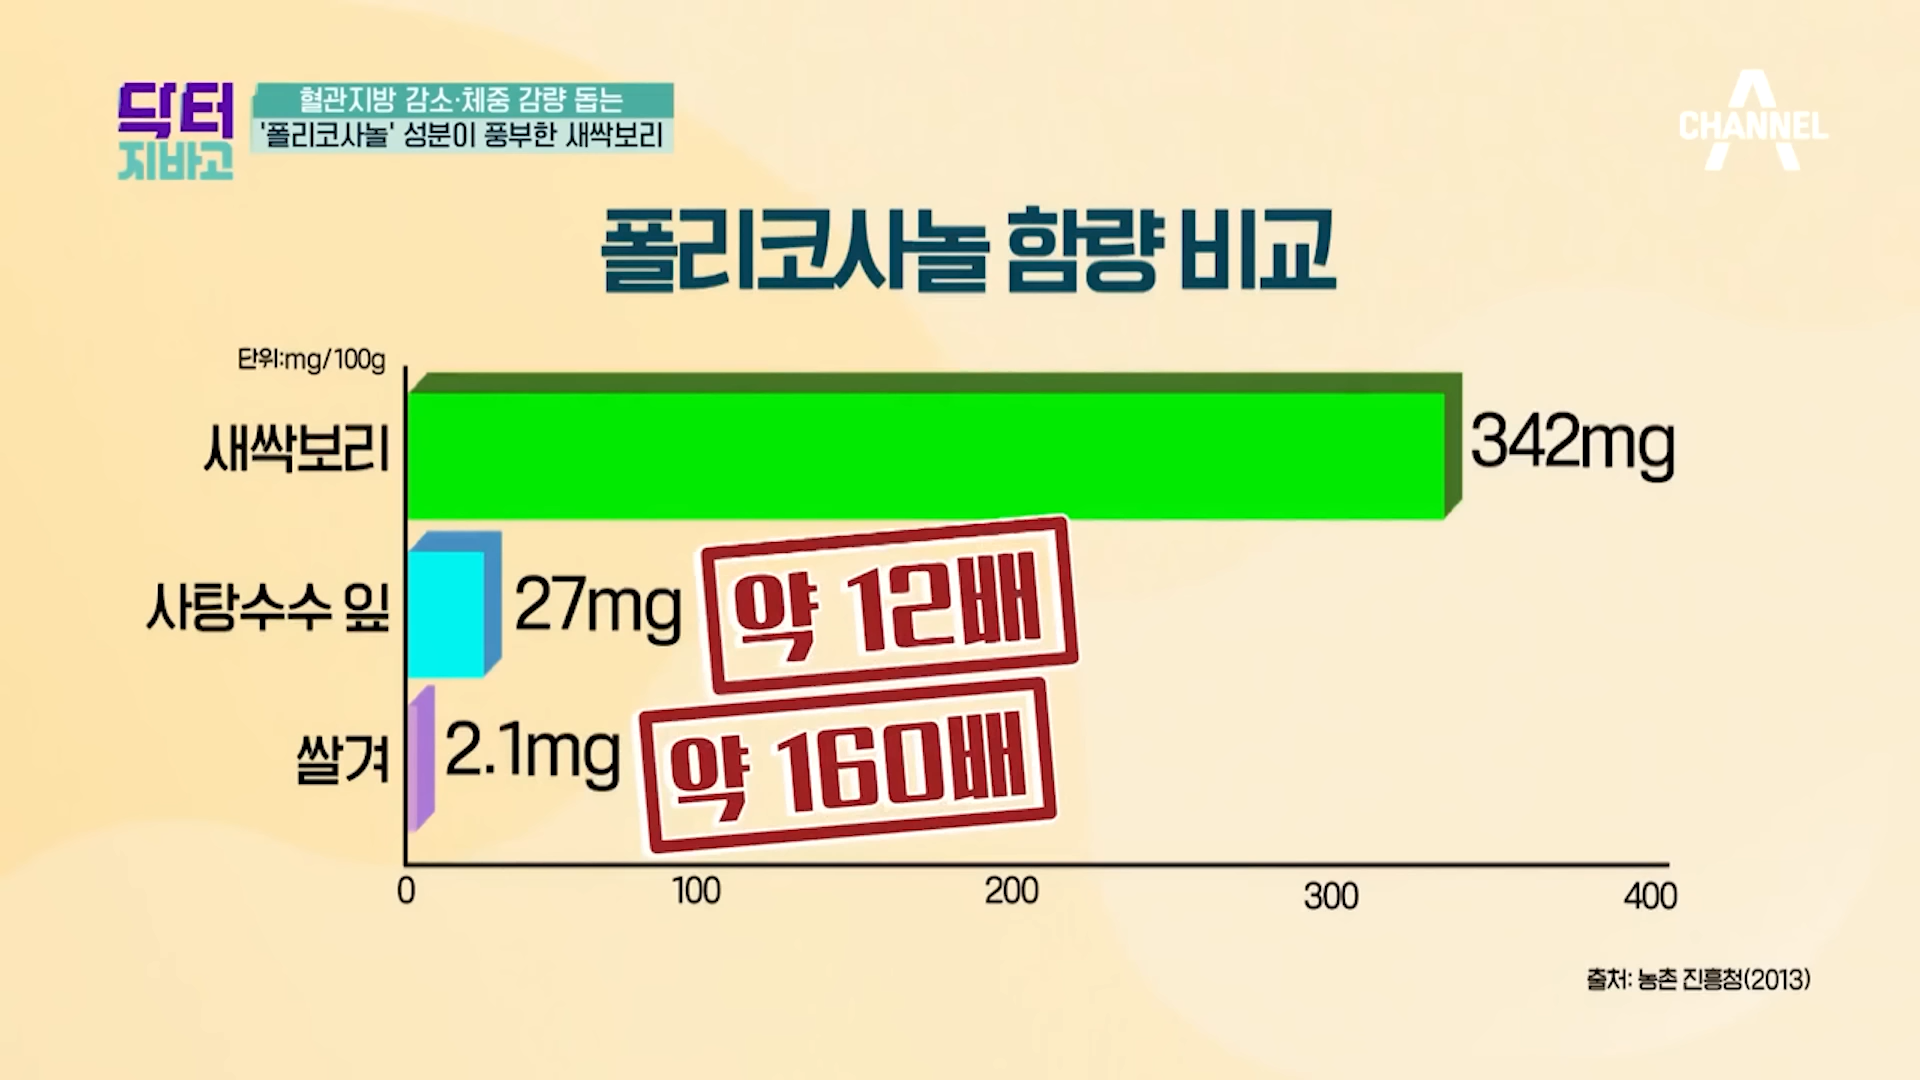 닥터
지바고
혈관지방 감소·체중 감량 돕는
'폴리코사놀' 성분이 풍부한 새싹보리
CHANNEL A
폴리코사놀 함량 비교
단위:mg/100g
새싹보리 342mg
사탕수수 잎 27mg 약 12배
쌀겨 2.1mg 약 160배
0 100 200 300 400
출처: 농촌 진흥청(2013)